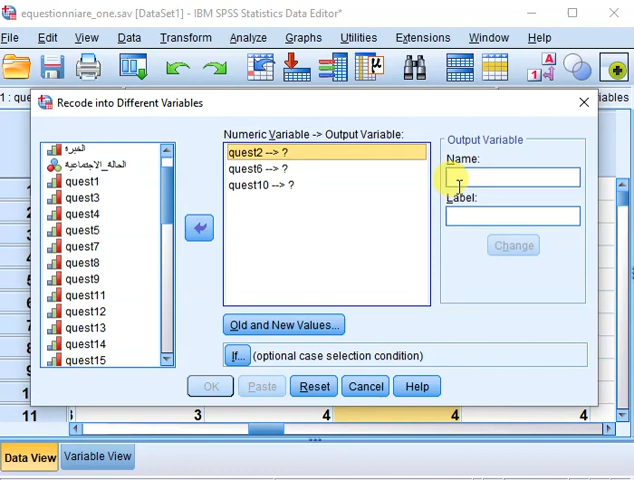 equestionniare_one.sav [DataSet1] - IBM SPSS Statistics Data Editor*
File Edit View Data Transform Analyze Graphs Utilities Extensions Window Help
Recode into Different Variables
الخبره
الحالة_الاجتماعية
quest1
quest3
quest4
quest5
quest7
quest8
quest9
quest11
quest12
quest13
quest14
quest15
Numeric Variable -> Output Variable:
quest2 --> ?
quest6 --> ?
quest10 --> ?
Output Variable
Name:
Label:
Change
Old and New Values...
If... (optional case selection condition)
OK Paste Reset Cancel Help
11 3 4 4 4
Data View Variable View